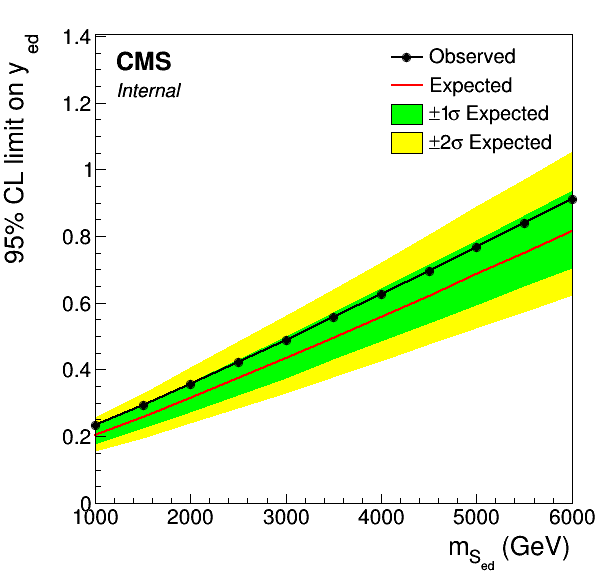 CMS
Internal
Observed
Expected
±1σ Expected
±2σ Expected
95% CL limit on y_ed
1.4
1.2
1
0.8
0.6
0.4
0.2
0
1000 2000 3000 4000 5000 6000
m_S_ed (GeV)